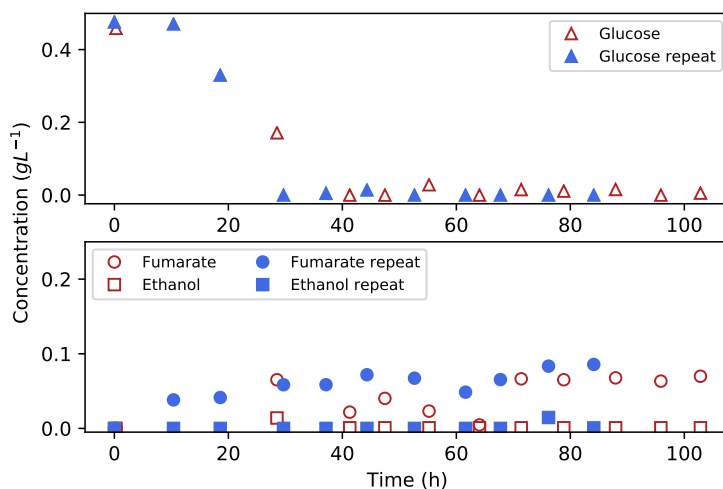 0.4
0.2
0.0
Glucose
Glucose repeat
0 20 40 60 80 100
Concentration (gL⁻¹)
0.2
0.1
0.0
Fumarate Fumarate repeat
Ethanol Ethanol repeat
0 20 40 60 80 100
Time (h)